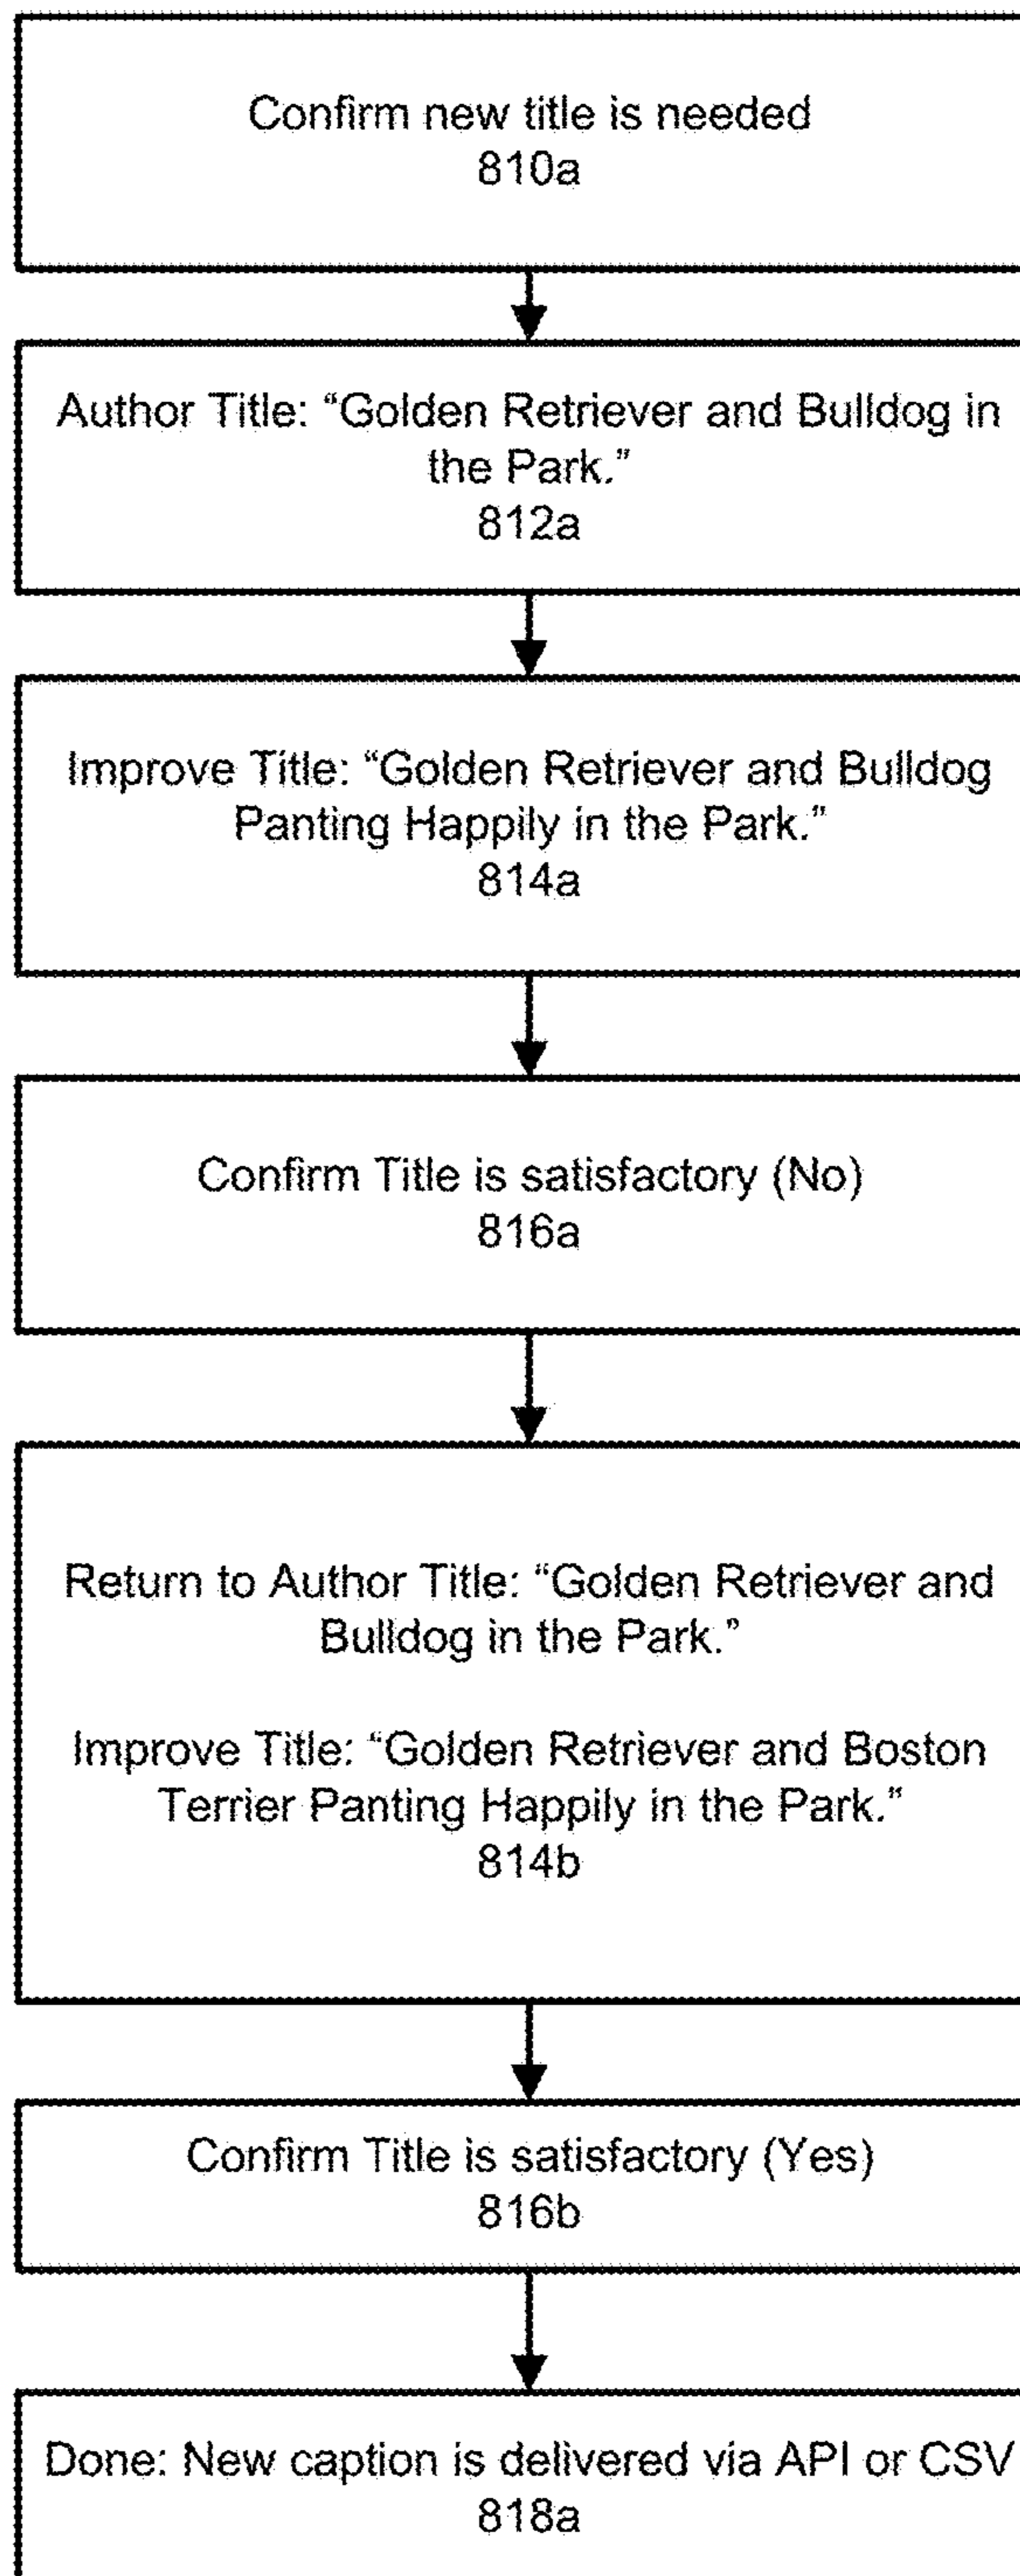 Confirm new title is needed
810a
Author Title: “Golden Retriever and Bulldog in
the Park.”
812a
Improve Title: “Golden Retriever and Bulldog
Panting Happily in the Park.”
814a
Confirm Title is satisfactory (No)
816a
Return to Author Title: “Golden Retriever and
Bulldog in the Park.”
Improve Title: “Golden Retriever and Boston
Terrier Panting Happily in the Park.”
814b
Confirm Title is satisfactory (Yes)
816b
Done: New caption is delivered via API or CSV
818a